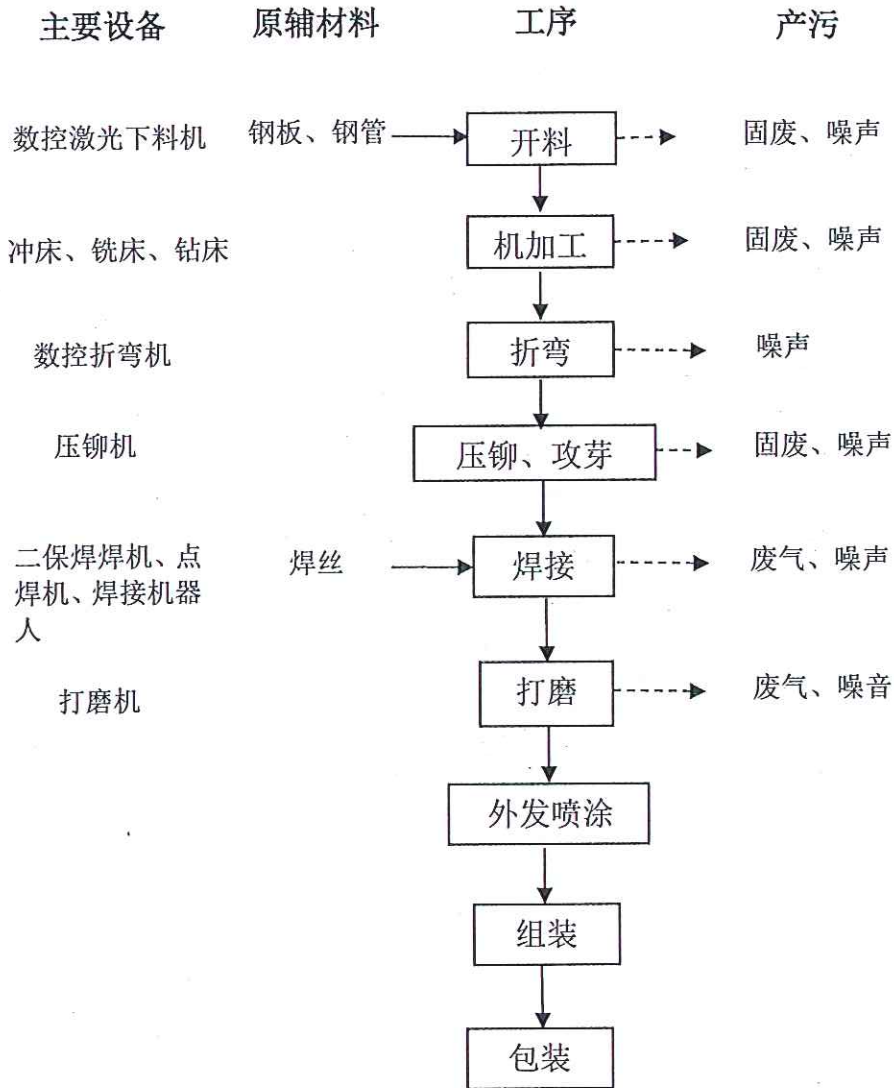 主要设备 原辅材料 工序 产污
数控激光下料机 钢板、钢管 开料 固废、噪声
冲床、铣床、钻床 机加工 固废、噪声
数控折弯机 折弯 噪声
压铆机 压铆、攻芽 固废、噪声
二保焊焊机、点 焊丝 焊接 废气、噪声
焊机、焊接机器
人
打磨机 打磨 废气、噪音
外发喷涂
组装
包装